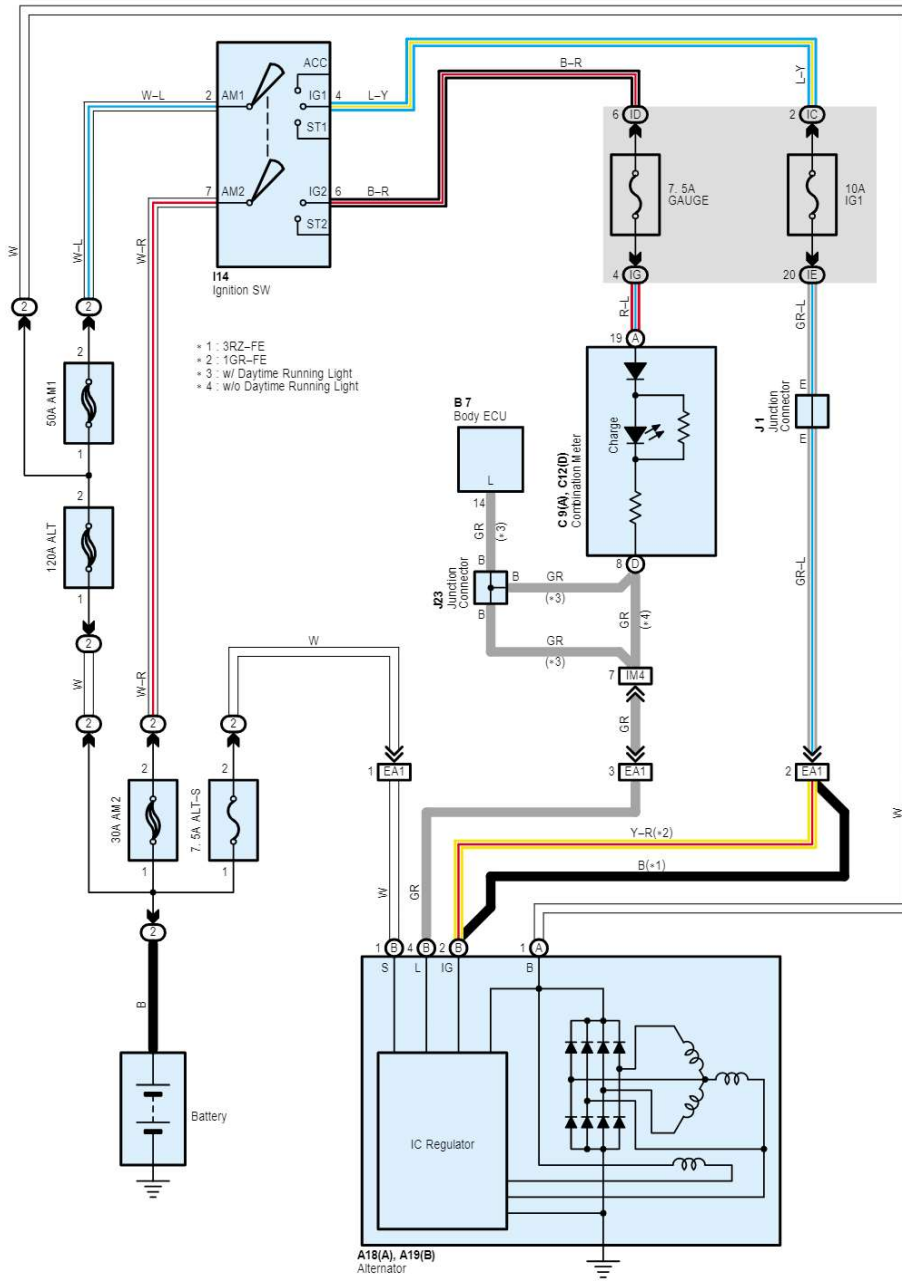 ACC
B-R
L-Y
W-L
2
AM1
IG1
4
L-Y
6
ID
2
IC
ST1
7. 5A
GAUGE
10A
IG1
7
AM2
IG2
6
B-R
ST2
W
W-L
W-R
I14
Ignition SW
4
IG
20
IE
2
2
R-L
GR-L
* 1 : 3RZ-FE
* 2 : 1GR-FE
* 3 : w/ Daytime Running Light
* 4 : w/o Daytime Running Light
19
A
2
50A AM1
1
B 7
Body ECU
L
14
Charge
C 9(A), C12(D)
Combination Meter
E
J 1
Junction
Connector
E
2
120A ALT
1
GR
(*3)
8
D
GR-L
B
J23
Junction
Connector
B
B
GR
(*3)
GR
(*4)
GR
(*3)
2
W
W
W-R
7
IM4
2
2
2
GR
1
EA1
3
EA1
2
EA1
2
30A AM2
1
2
7. 5A ALT-S
1
W
Y-R(*2)
B(*1)
W
GR
2
B
1
B
4
B
2
B
1
A
S
L
IG
B
Battery
IC Regulator
A18(A), A19(B)
Alternator